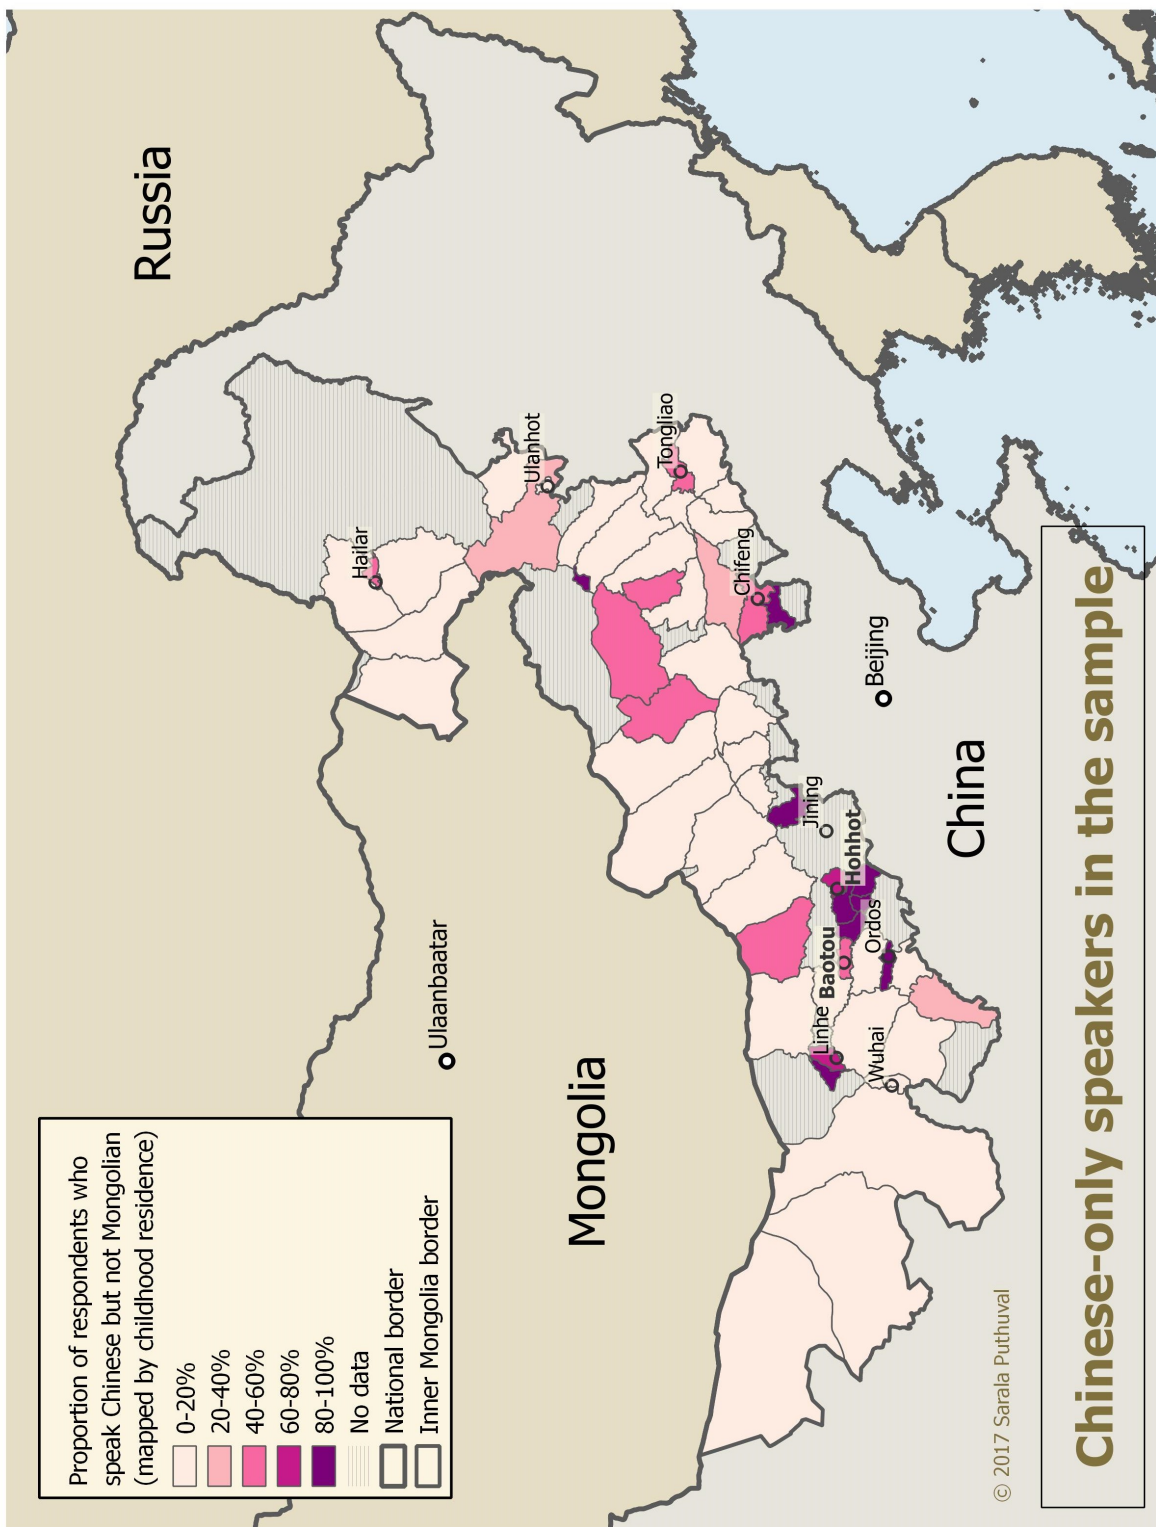 Proportion of respondents who
speak Chinese but not Mongolian
(mapped by childhood residence)
0-20%
20-40%
40-60%
60-80%
80-100%
No data
National border
Inner Mongolia border
Russia
Hailar
Ulanhot
Tongliao
Ulaanbaatar
Mongolia
Chifeng
Beijing
Jining
Hohhot
Baotou
Ordos
Linhe
Wuhai
China
© 2017 Sarala Puthuval
Chinese-only speakers in the sample